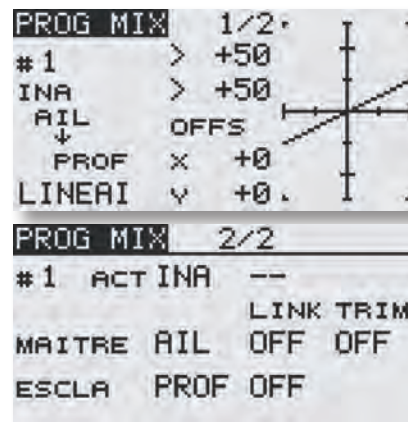 PROG MIX 1/2
#1 > +50
INA > +50
AIL OFFS
↓
PROF × +0
LINEAI Y +0
PROG MIX 2/2
#1 ACT INA --
LINK TRIM
MAITRE AIL OFF OFF
ESCLA PROF OFF